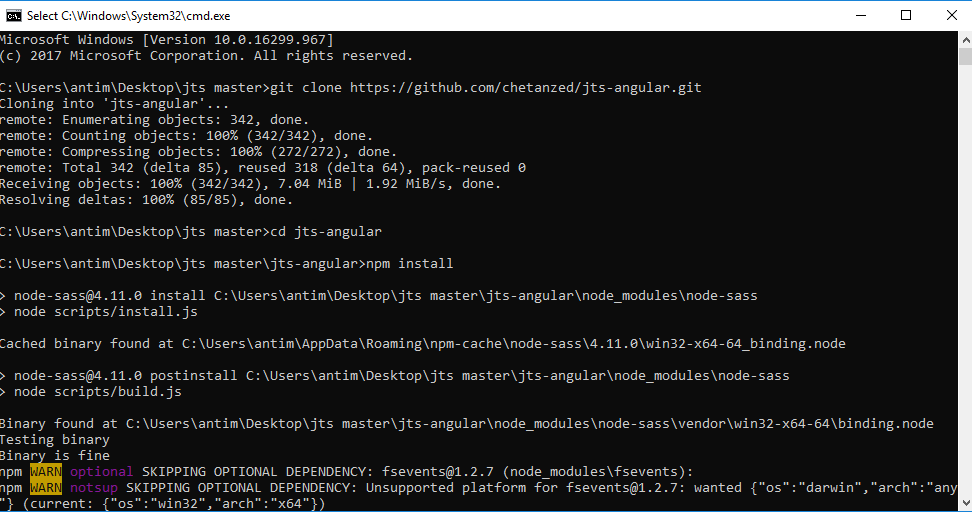 Select C:\Windows\System32\cmd.exe
Microsoft Windows [Version 10.0.16299.967]
(c) 2017 Microsoft Corporation. All rights reserved.
C:\Users\antim\Desktop\jts master>git clone https://github.com/chetanzed/jts-angular.git
Cloning into 'jts-angular'...
remote: Enumerating objects: 342, done.
remote: Counting objects: 100% (342/342), done.
remote: Compressing objects: 100% (272/272), done.
remote: Total 342 (delta 85), reused 318 (delta 64), pack-reused 0
Receiving objects: 100% (342/342), 7.04 MiB | 1.92 MiB/s, done.
Resolving deltas: 100% (85/85), done.
C:\Users\antim\Desktop\jts master>cd jts-angular
C:\Users\antim\Desktop\jts master\jts-angular>npm install
> node-sass@4.11.0 install C:\Users\antim\Desktop\jts master\jts-angular\node_modules\node-sass
> node scripts/install.js
Cached binary found at C:\Users\antim\AppData\Roaming\npm-cache\node-sass\4.11.0\win32-x64-64_binding.node
> node-sass@4.11.0 postinstall C:\Users\antim\Desktop\jts master\jts-angular\node_modules\node-sass
> node scripts/build.js
Binary found at C:\Users\antim\Desktop\jts master\jts-angular\node_modules\node-sass\vendor\win32-x64-64\binding.node
Testing binary
Binary is fine
npm WARN optional SKIPPING OPTIONAL DEPENDENCY: fsevents@1.2.7 (node_modules\fsevents):
npm WARN notsup SKIPPING OPTIONAL DEPENDENCY: Unsupported platform for fsevents@1.2.7: wanted {"os":"darwin","arch":"any
"} (current: {"os":"win32","arch":"x64"})